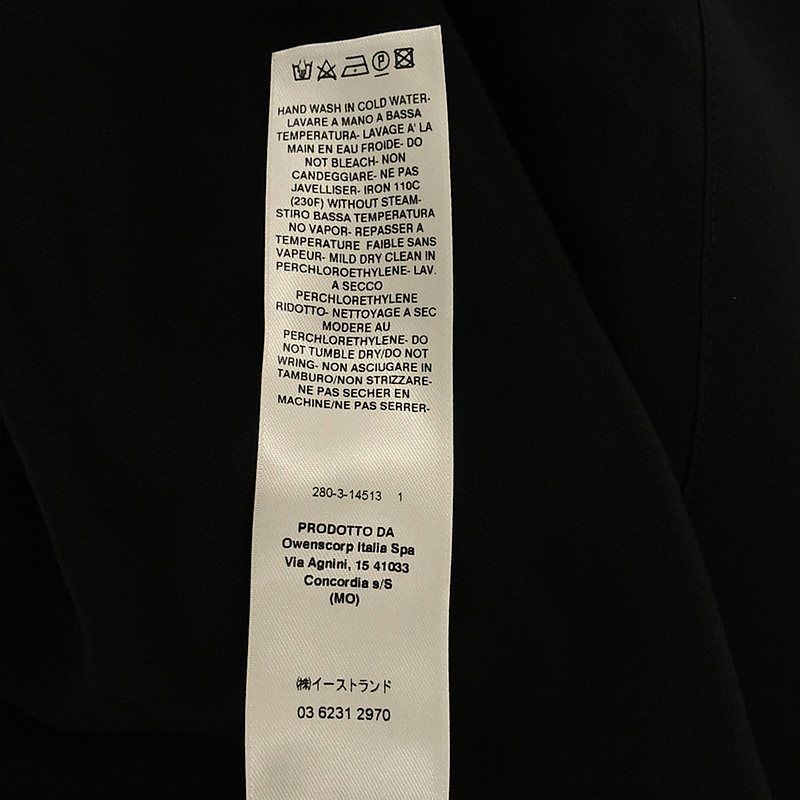 HAND WASH IN COLD WATER-
LAVARE A MANO A BASSA
TEMPERATURA- LAVAGE A' LA
MAIN EN EAU FROIDE- DO
NOT BLEACH- NON
CANDEGGIARE- NE PAS
JAVELLISER- IRON 110C
(230F) WITHOUT STEAM-
STIRO BASSA TEMPERATURA
NO VAPOR- REPASSER A
TEMPERATURE FAIBLE SANS
VAPEUR- MILD DRY CLEAN IN
PERCHLOROETHYLENE- LAV.
A SECCO
PERCHLORETHYLENE
RIDOTTO- NETTOYAGE A SEC
MODERE AU
PERCHLORETHYLENE- DO
NOT TUMBLE DRY/DO NOT
WRING- NON ASCIUGARE IN
TAMBURO/NON STRIZZARE-
NE PAS SECHER EN
MACHINE/NE PAS SERRER-
280-3-14513 1
PRODOTTO DA
Owenscorp Italia Spa
Via Agnini, 15 41033
Concordia s/S
(MO)
㈱イーストランド
03 6231 2970